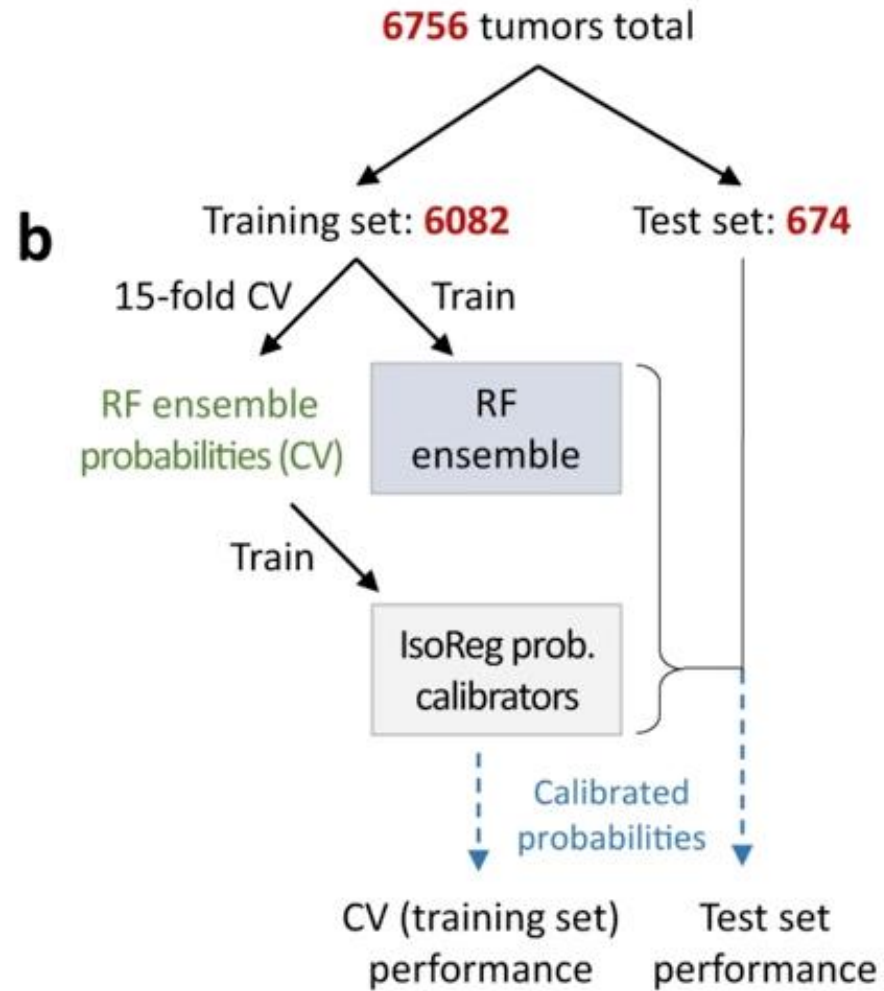 6756 tumors total
b
Training set: 6082
Test set: 674
15-fold CV
Train
RF ensemble
probabilities (CV)
RF
ensemble
Train
IsoReg prob.
calibrators
Calibrated
probabilities
CV (training set)
performance
Test set
performance